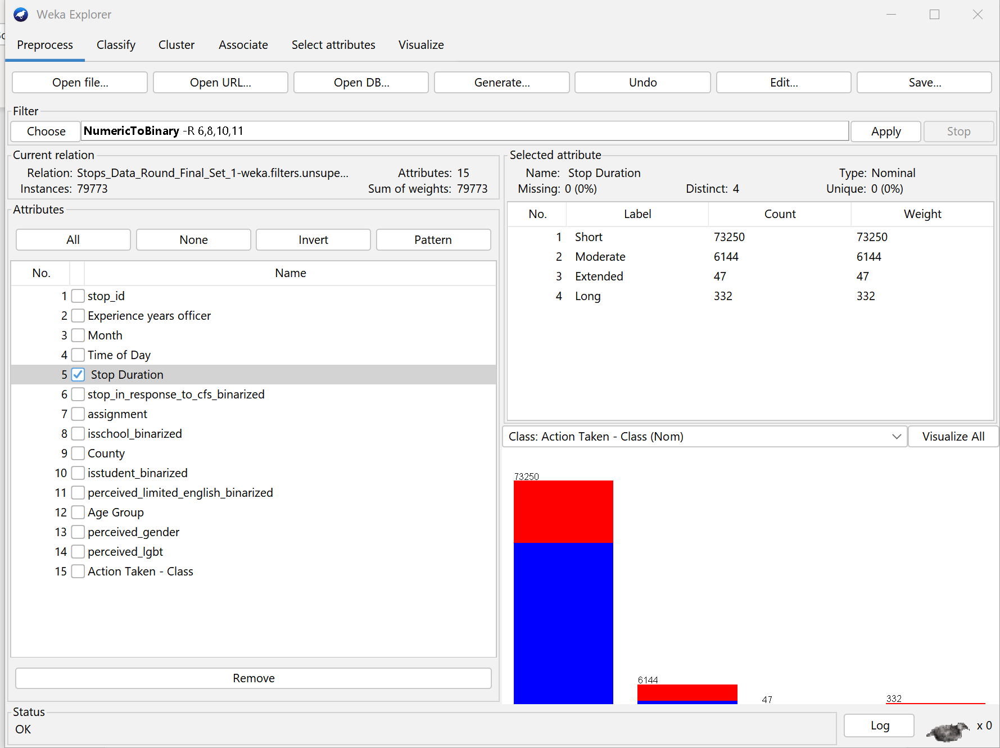 Weka Explorer
Preprocess Classify Cluster Associate Select attributes Visualize
Open file... Open URL... Open DB... Generate... Undo Edit... Save...
Filter
Choose NumericToBinary -R 6,8,10,11 Apply Stop
Current relation
Relation: Stops_Data_Round_Final_Set_1-weka.filters.unsupe... Attributes: 15
Instances: 79773 Sum of weights: 79773
Attributes
All None Invert Pattern
No. Name
1 stop_id
2 Experience years officer
3 Month
4 Time of Day
5 Stop Duration
6 stop_in_response_to_cfs_binarized
7 assignment
8 isschool_binarized
9 County
10 isstudent_binarized
11 perceived_limited_english_binarized
12 Age Group
13 perceived_gender
14 perceived_lgbt
15 Action Taken - Class
Remove
Selected attribute
Name: Stop Duration Type: Nominal
Missing: 0 (0%) Distinct: 4 Unique: 0 (0%)
No. Label Count Weight
1 Short 73250 73250
2 Moderate 6144 6144
3 Extended 47 47
4 Long 332 332
Class: Action Taken - Class (Nom) Visualize All
73250
6144
47
332
Status
OK
Log x 0